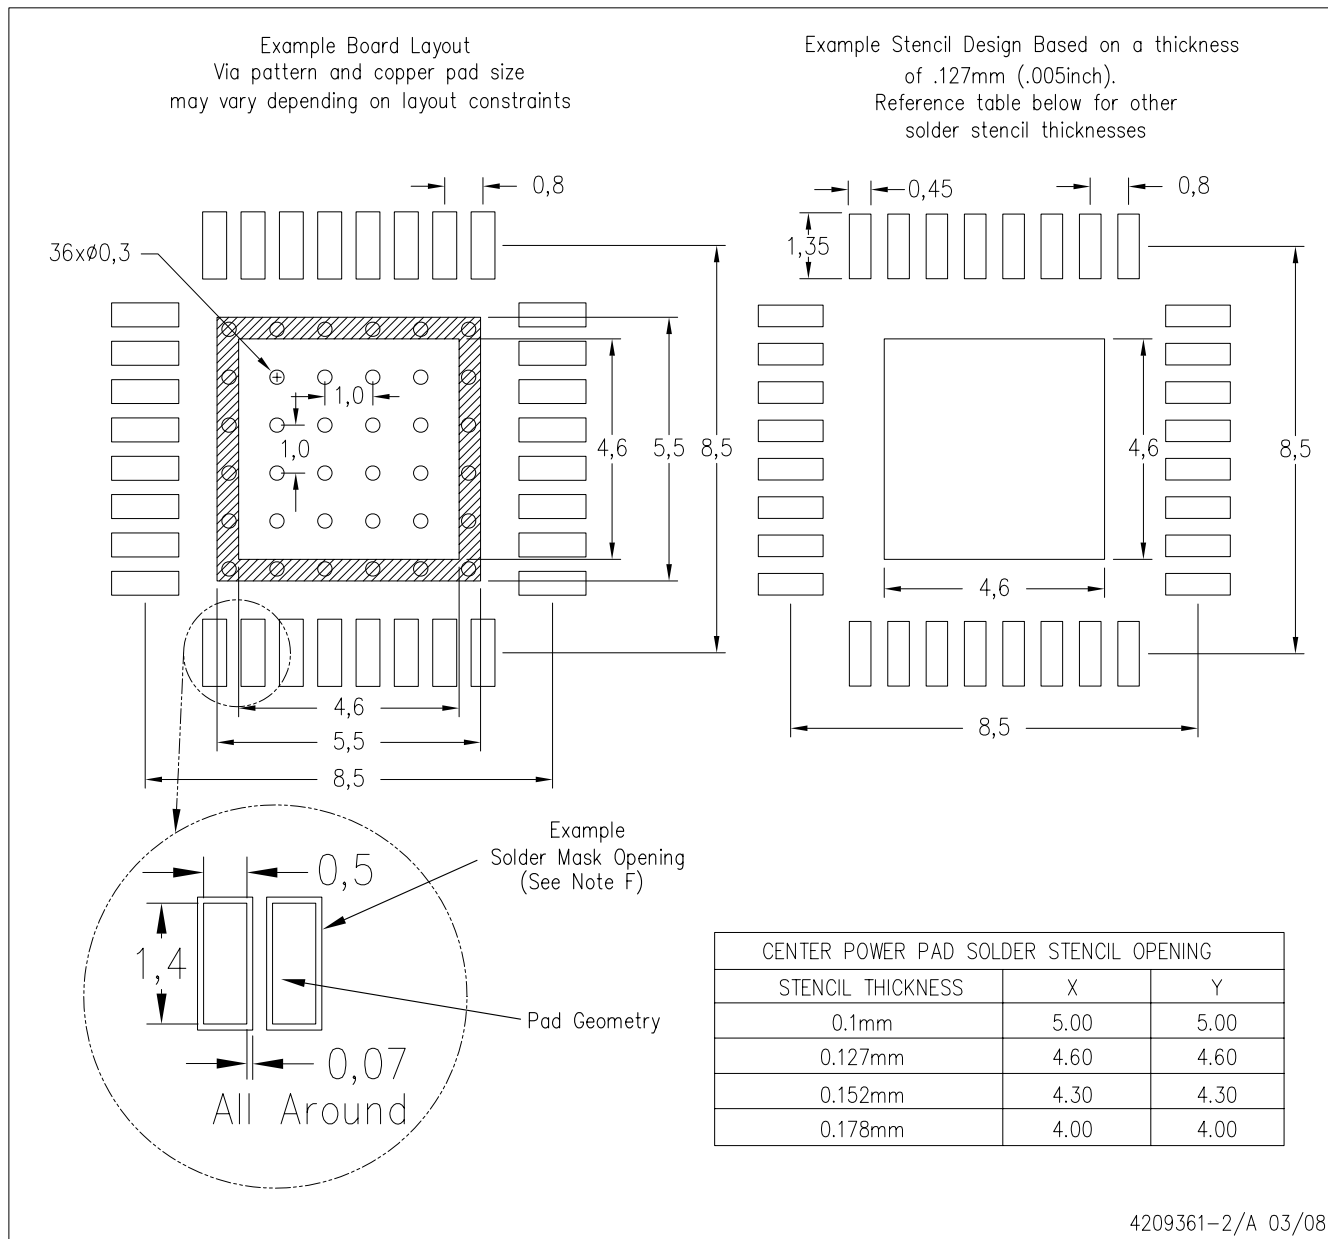 Example Board Layout
Via pattern and copper pad size
may vary depending on layout constraints
Example Stencil Design Based on a thickness
of .127mm (.005inch).
Reference table below for other
solder stencil thicknesses
0,8
36xø0,3
1,0
1,0
4,6
5,5
8,5
4,6
5,5
8,5
0,45
0,8
1,35
4,6
8,5
4,6
8,5
Example
Solder Mask Opening
(See Note F)
0,5
1,4
Pad Geometry
0,07
All Around
CENTER POWER PAD SOLDER STENCIL OPENING
STENCIL THICKNESS X Y
0.1mm 5.00 5.00
0.127mm 4.60 4.60
0.152mm 4.30 4.30
0.178mm 4.00 4.00
4209361-2/A 03/08